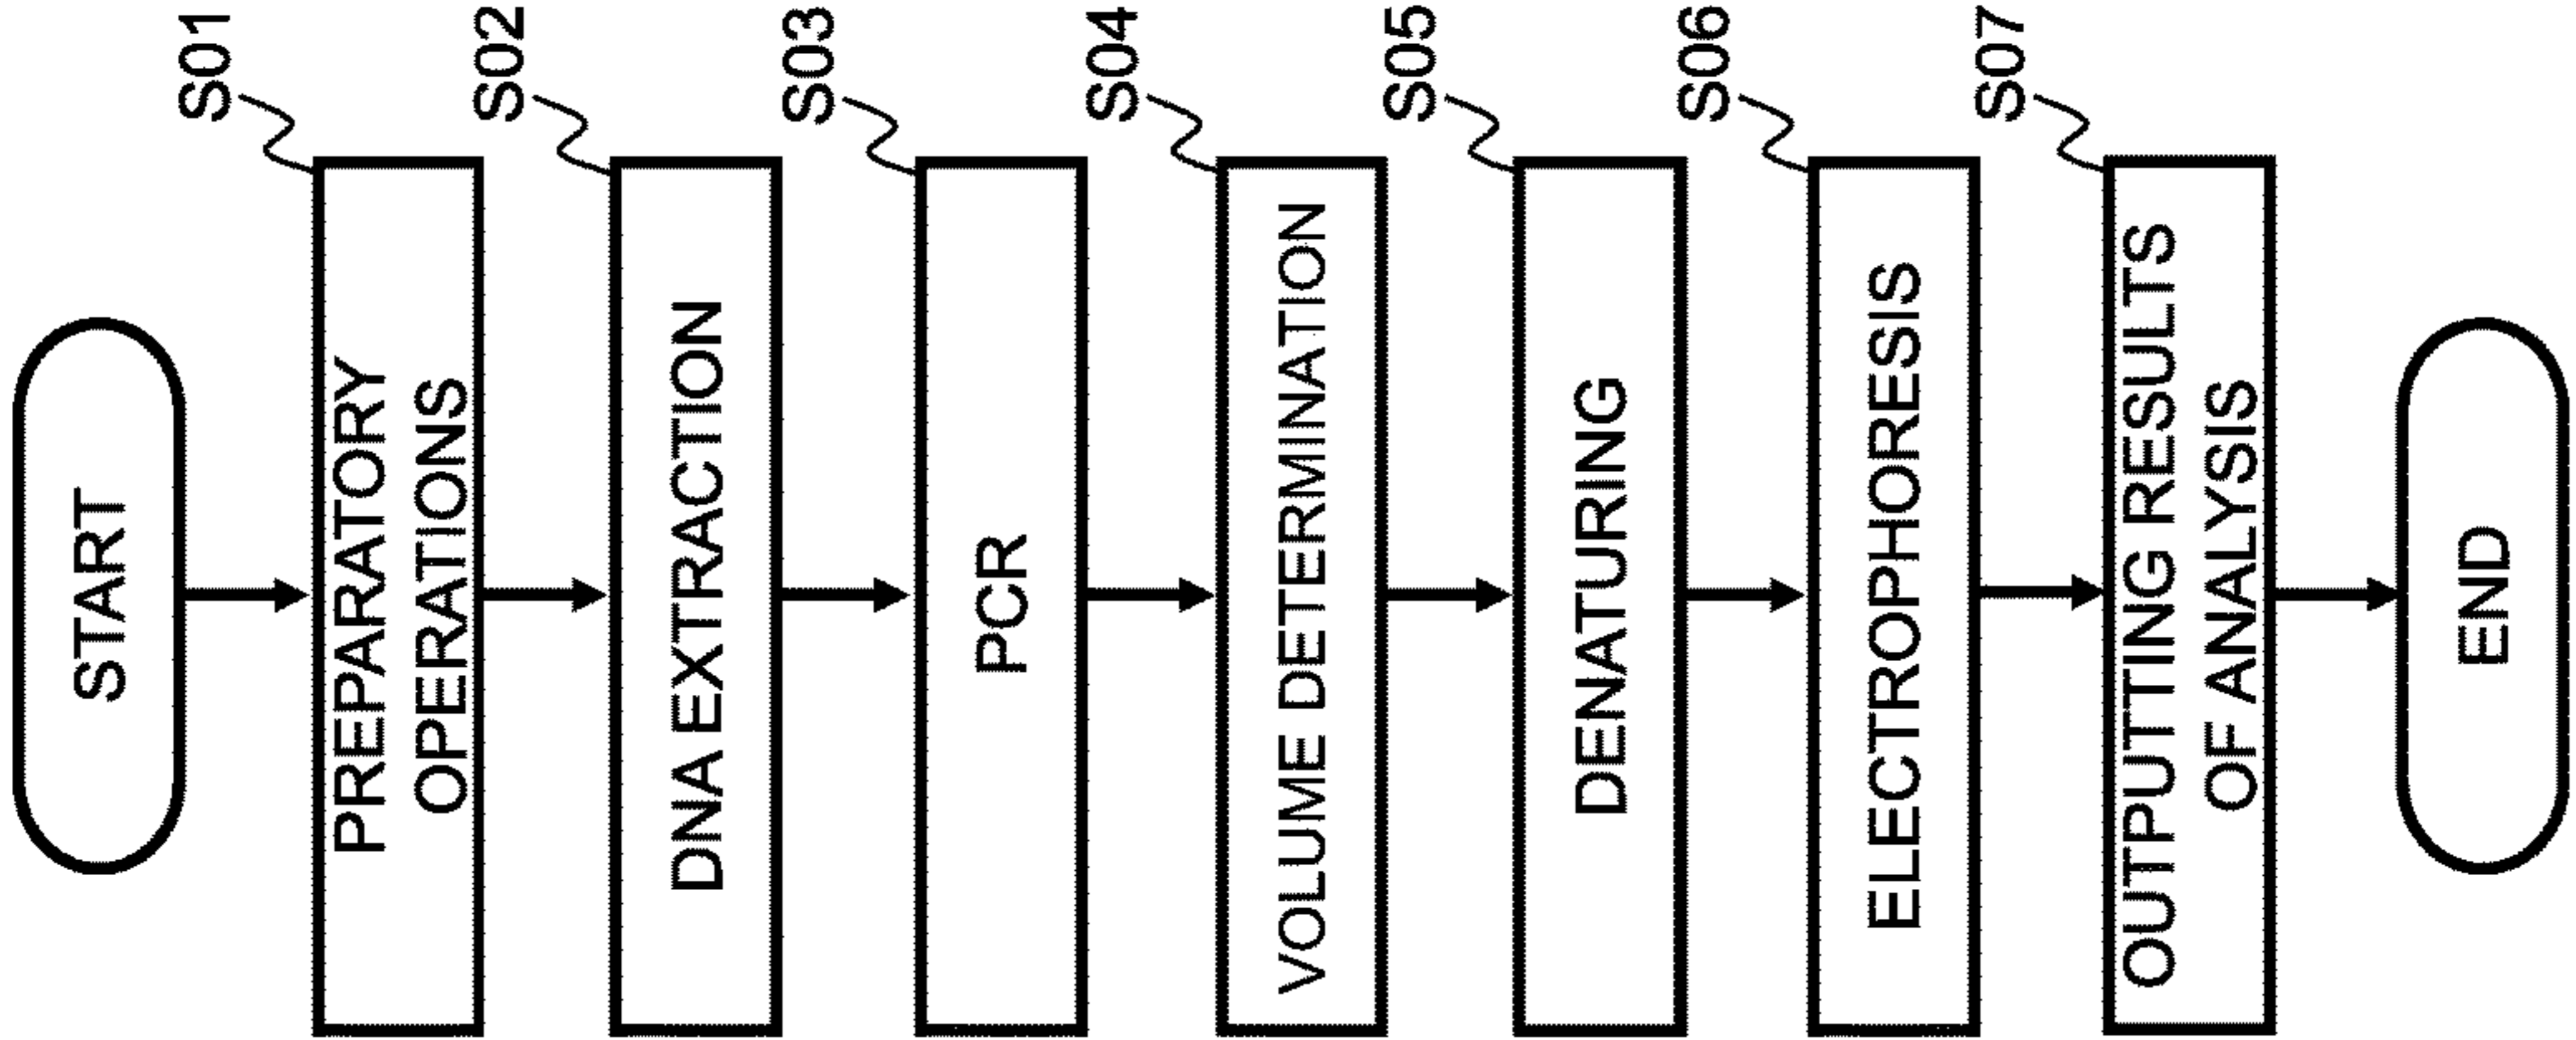 START
S01
PREPARATORY
OPERATIONS
S02
DNA EXTRACTION
S03
PCR
S04
VOLUME DETERMINATION
S05
DENATURING
S06
ELECTROPHORESIS
S07
OUTPUTTING RESULTS
OF ANALYSIS
END